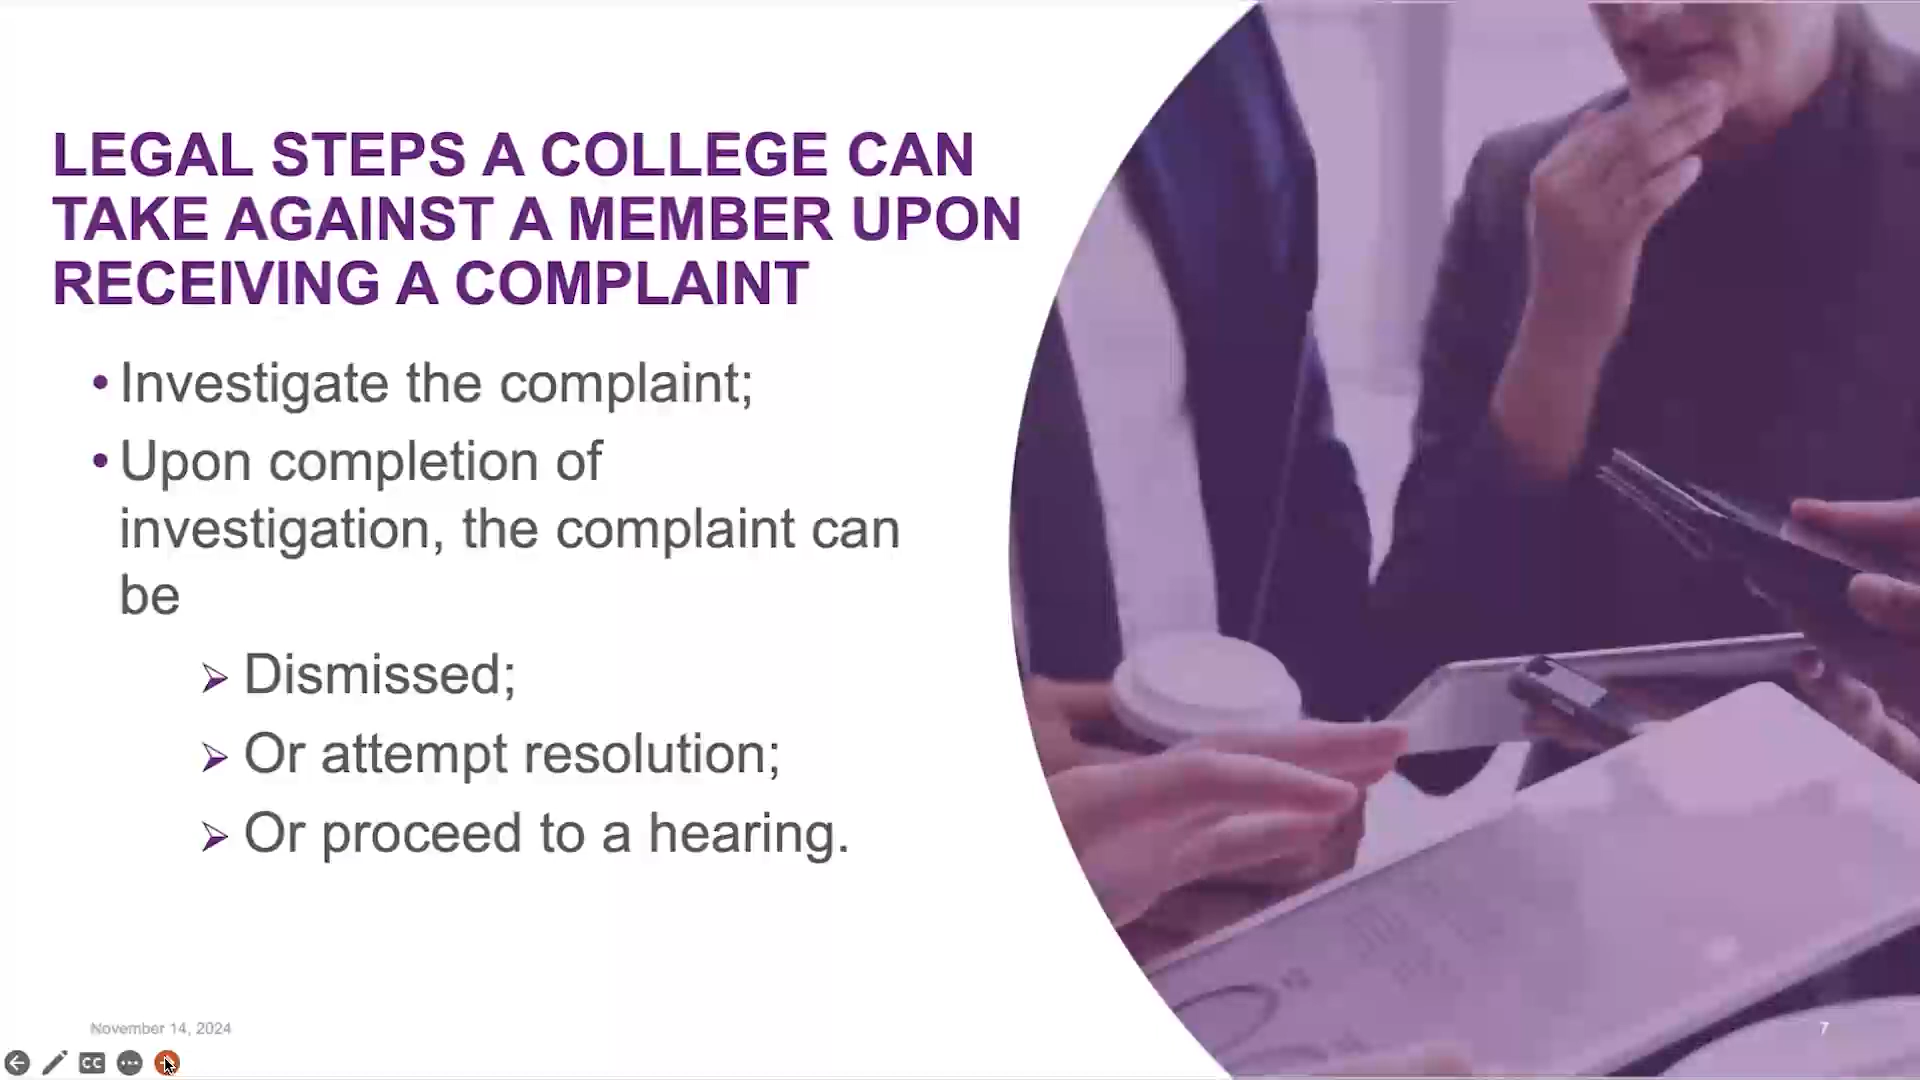 LEGAL STEPS A COLLEGE CAN
TAKE AGAINST A MEMBER UPON
RECEIVING A COMPLAINT
• Investigate the complaint;
• Upon completion of
investigation, the complaint can
be
➢ Dismissed;
➢ Or attempt resolution;
➢ Or proceed to a hearing.
November 14, 2024
7
CC